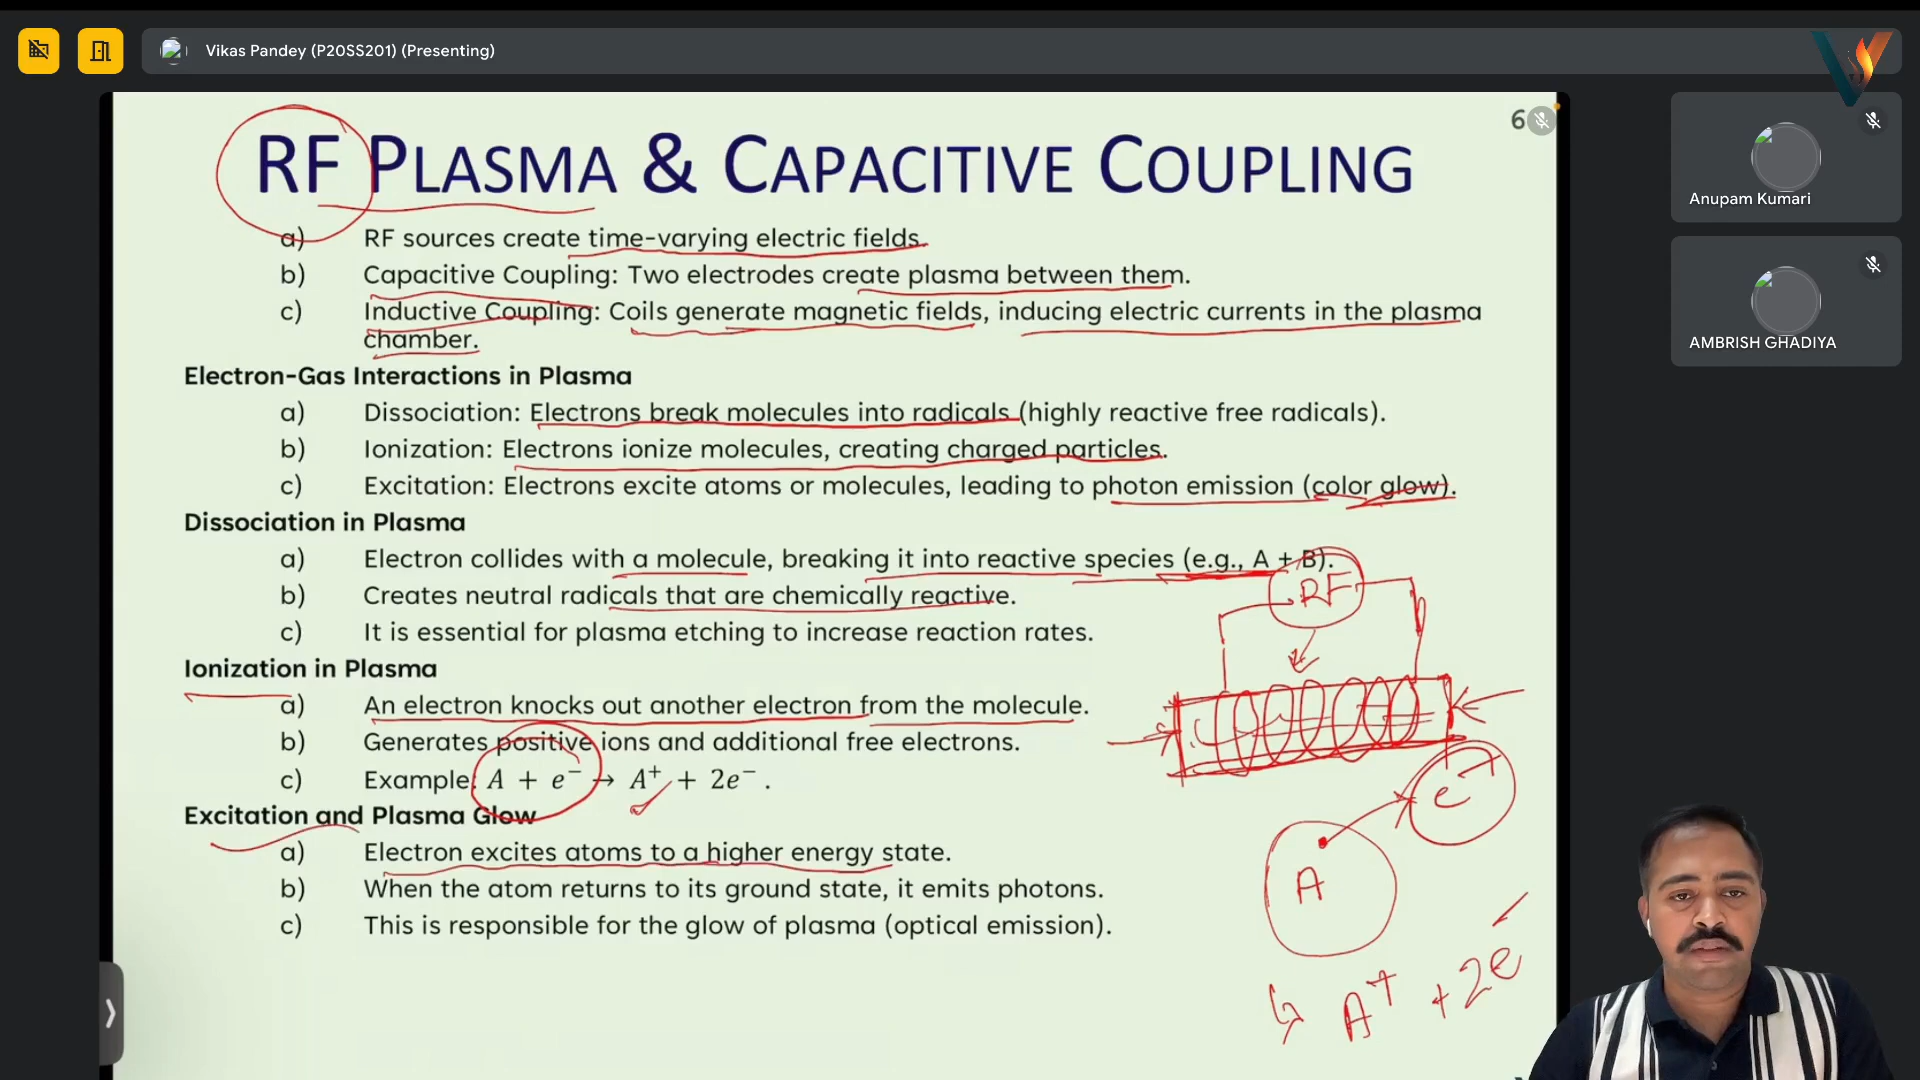 Vikas Pandey (P20SS201) (Presenting)
6
RF PLASMA & CAPACITIVE COUPLING
a) RF sources create time-varying electric fields.
b) Capacitive Coupling: Two electrodes create plasma between them.
c) Inductive Coupling: Coils generate magnetic fields, inducing electric currents in the plasma
chamber.
Electron-Gas Interactions in Plasma
a) Dissociation: Electrons break molecules into radicals (highly reactive free radicals).
b) Ionization: Electrons ionize molecules, creating charged particles.
c) Excitation: Electrons excite atoms or molecules, leading to photon emission (color glow).
Dissociation in Plasma
a) Electron collides with a molecule, breaking it into reactive species (e.g., A + B).
b) Creates neutral radicals that are chemically reactive.
RF
c) It is essential for plasma etching to increase reaction rates.
Ionization in Plasma
a) An electron knocks out another electron from the molecule.
b) Generates positive ions and additional free electrons.
c) Example: A + e⁻ → A⁺ + 2e⁻ .
e⁻
Excitation and Plasma Glow
a) Electron excites atoms to a higher energy state.
b) When the atom returns to its ground state, it emits photons.
A
c) This is responsible for the glow of plasma (optical emission).
A⁺ + 2e⁻
Anupam Kumari
AMBRISH GHADIYA